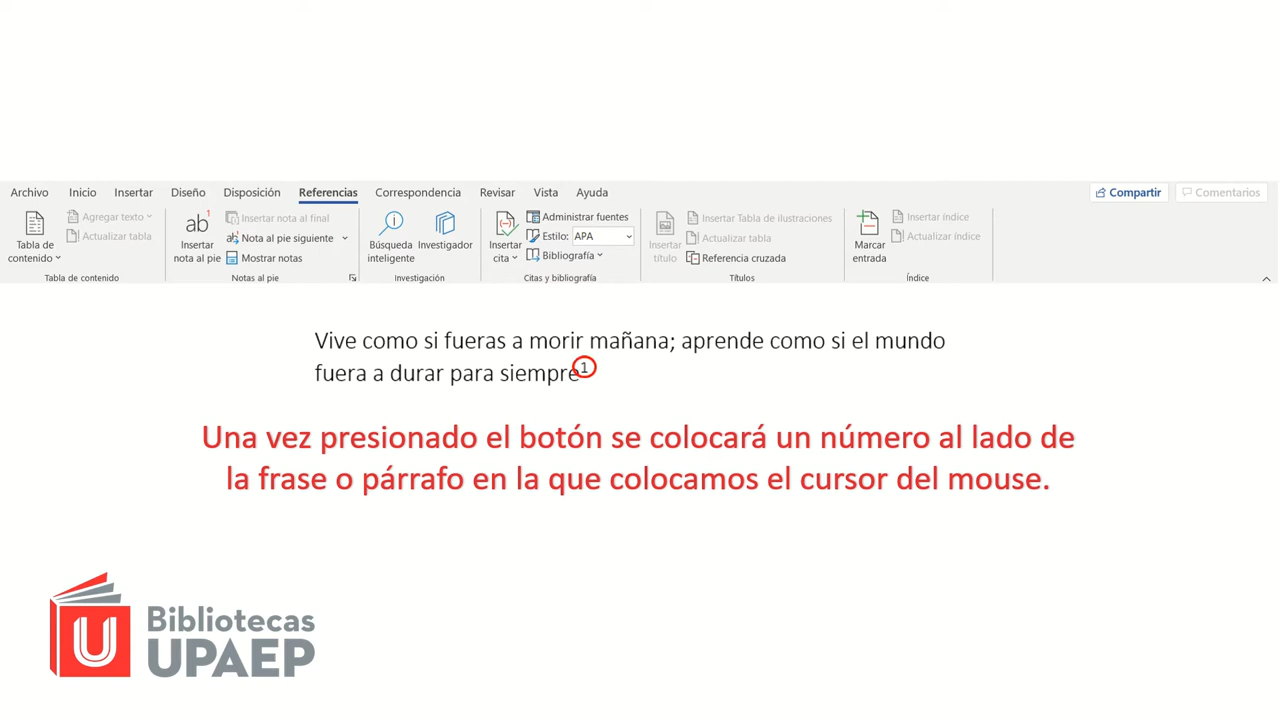 Archivo Inicio Insertar Diseño Disposición Referencias Correspondencia Revisar Vista Ayuda Compartir Comentarios
Tabla de contenido
Agregar texto
Actualizar tabla
Tabla de contenido
ab 1
Insertar nota al pie
Insertar nota al final
Nota al pie siguiente
Mostrar notas
Notas al pie
Búsqueda inteligente
Investigador
Investigación
Insertar cita
Administrar fuentes
Estilo: APA
Bibliografía
Citas y bibliografía
Insertar título
Insertar Tabla de ilustraciones
Actualizar tabla
Referencia cruzada
Títulos
Marcar entrada
Insertar índice
Actualizar índice
Índice
Vive como si fueras a morir mañana; aprende como si el mundo
fuera a durar para siempre1
Una vez presionado el botón se colocará un número al lado de
la frase o párrafo en la que colocamos el cursor del mouse.
U
Bibliotecas
UPAEP